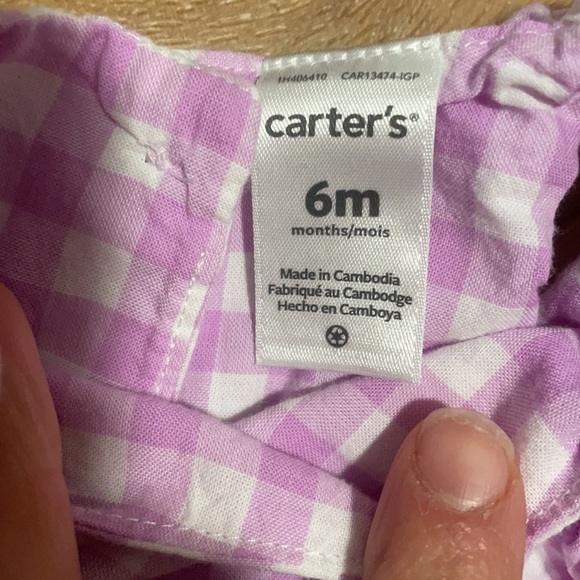 1H406410 CAR13474-IGP
carter's®
6m
months/mois
Made in Cambodia
Fabriqué au Cambodge
Hecho en Camboya